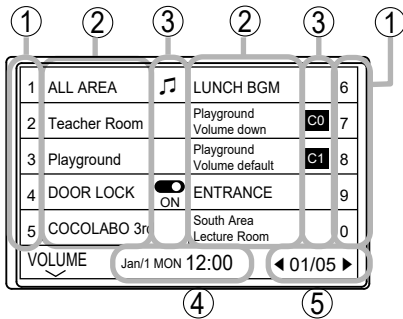 ① ② ③ ② ③ ①
1 ALL AREA ♫ LUNCH BGM 6
2 Teacher Room Playground
Volume down C0 7
3 Playground Playground
Volume default C1 8
4 DOOR LOCK ON ENTRANCE 9
5 COCOLABO 3r South Area
Lecture Room 0
VOLUME Jan/1 MON 12:00 ◀ 01/05 ▶
④ ⑤